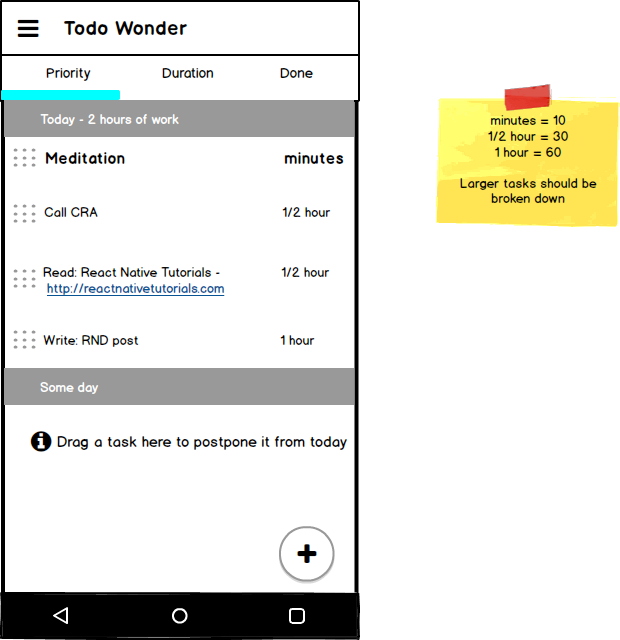 Todo Wonder
Priority Duration Done
Today - 2 hours of work
Meditation minutes
Call CRA 1/2 hour
Read: React Native Tutorials - 1/2 hour
http://reactnativetutorials.com
Write: RND post 1 hour
Some day
Drag a task here to postpone it from today
minutes = 10
1/2 hour = 30
1 hour = 60
Larger tasks should be
broken down